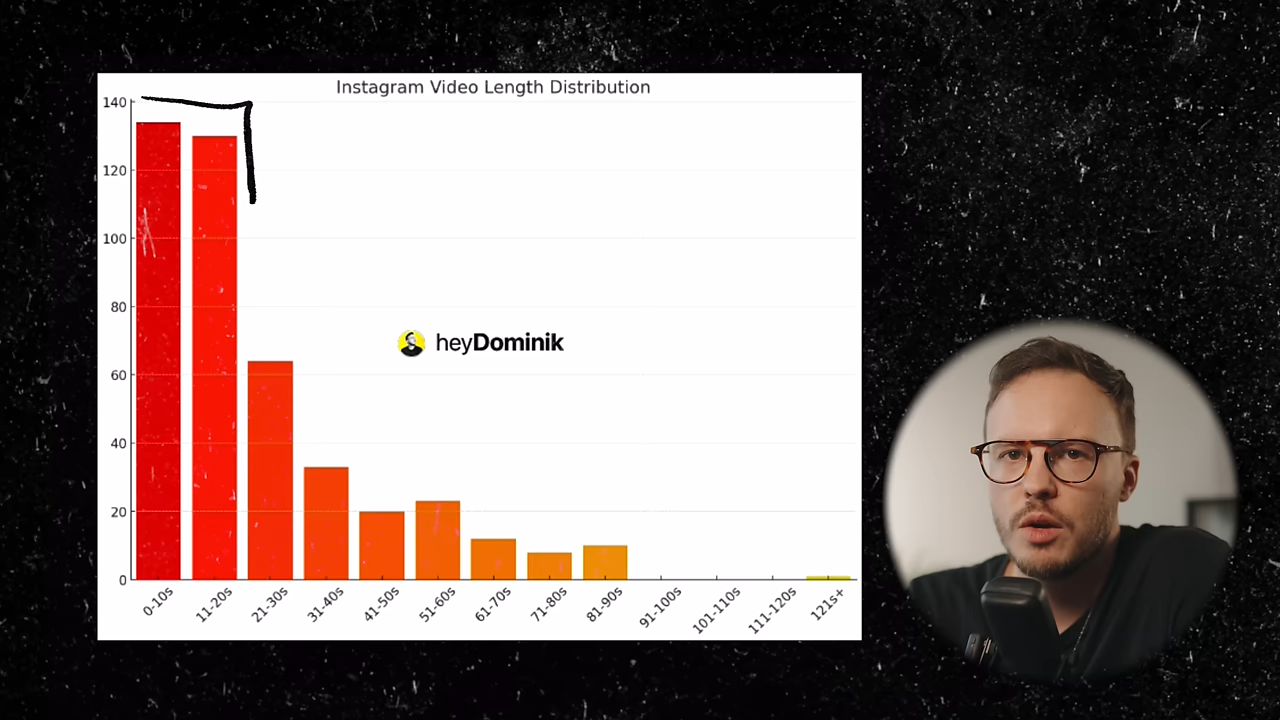 Instagram Video Length Distribution
140
120
100
80
60
40
20
0
heyDominik
0-10s
11-20s
21-30s
31-40s
41-50s
51-60s
61-70s
71-80s
81-90s
91-100s
101-110s
111-120s
121s+